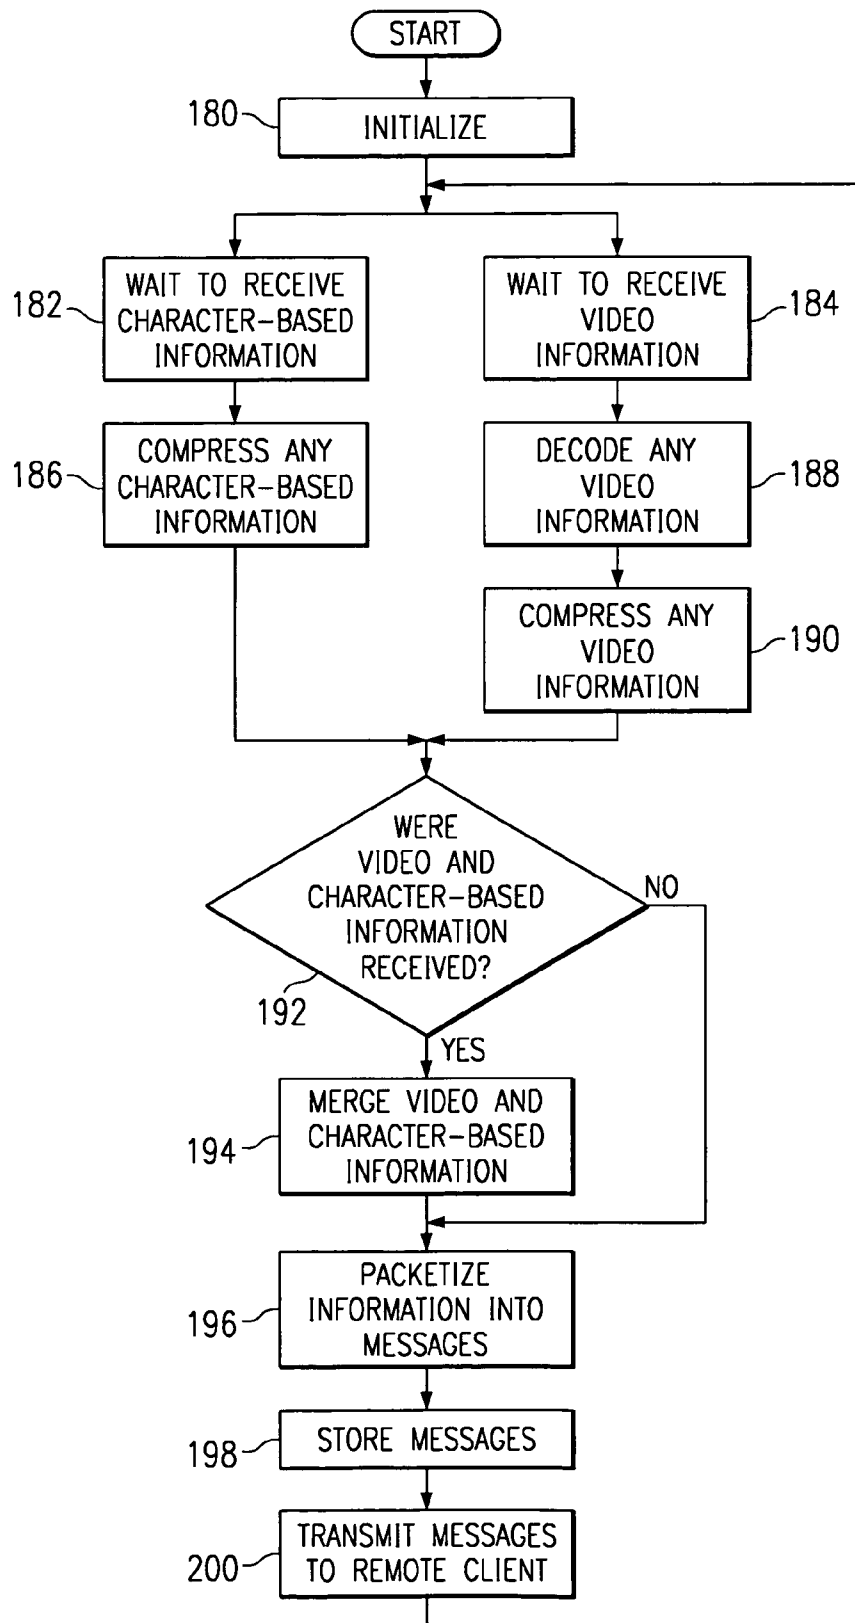 START
180
INITIALIZE
182
WAIT TO RECEIVE
CHARACTER-BASED
INFORMATION
WAIT TO RECEIVE
VIDEO
INFORMATION
184
186
COMPRESS ANY
CHARACTER-BASED
INFORMATION
DECODE ANY
VIDEO
INFORMATION
188
COMPRESS ANY
VIDEO
INFORMATION
190
WERE
VIDEO AND
CHARACTER-BASED
INFORMATION
RECEIVED?
NO
192
YES
194
MERGE VIDEO AND
CHARACTER-BASED
INFORMATION
196
PACKETIZE
INFORMATION INTO
MESSAGES
198
STORE MESSAGES
200
TRANSMIT MESSAGES
TO REMOTE CLIENT